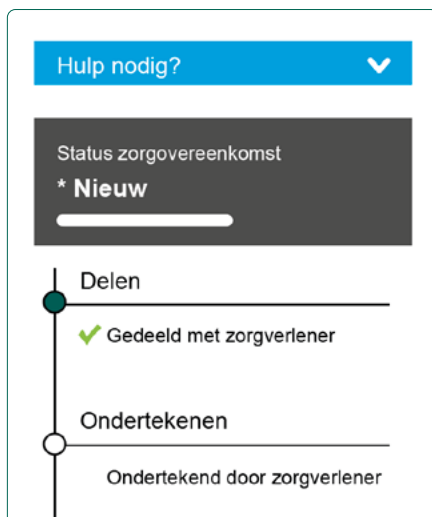 Hulp nodig?
Status zorgovereenkomst
* Nieuw
Delen
Gedeeld met zorgverlener
Ondertekenen
Ondertekend door zorgverlener